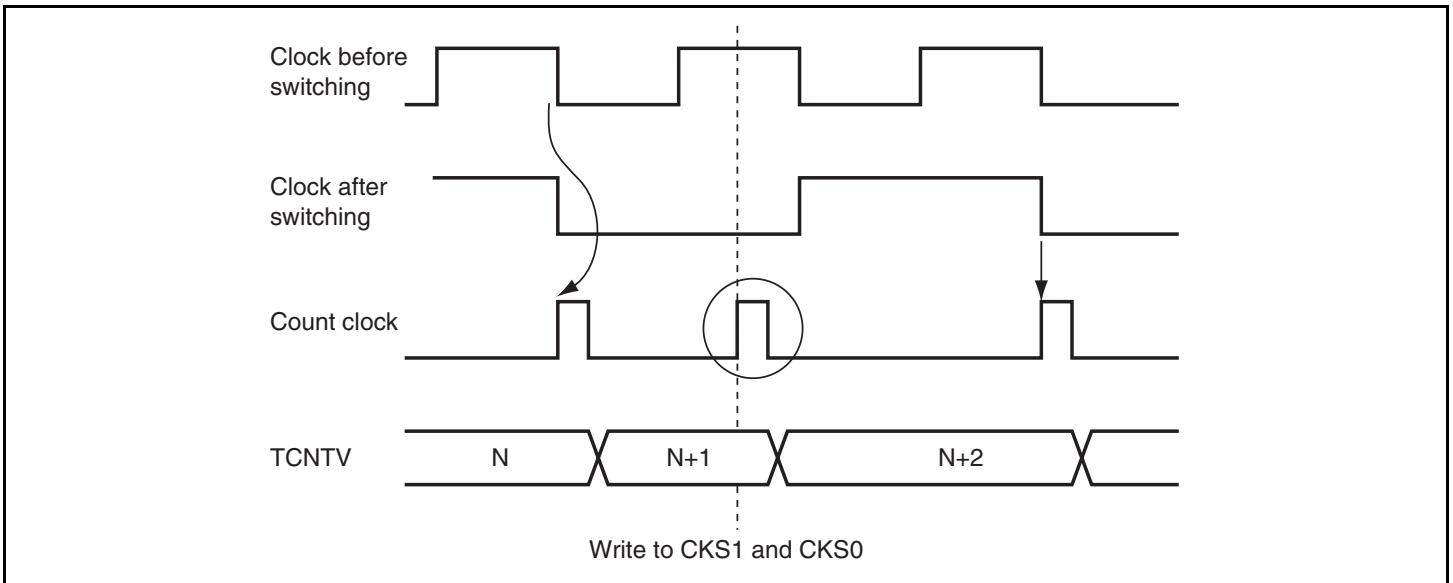 Clock before
switching
Clock after
switching
Count clock
TCNTV
N
N+1
N+2
Write to CKS1 and CKS0